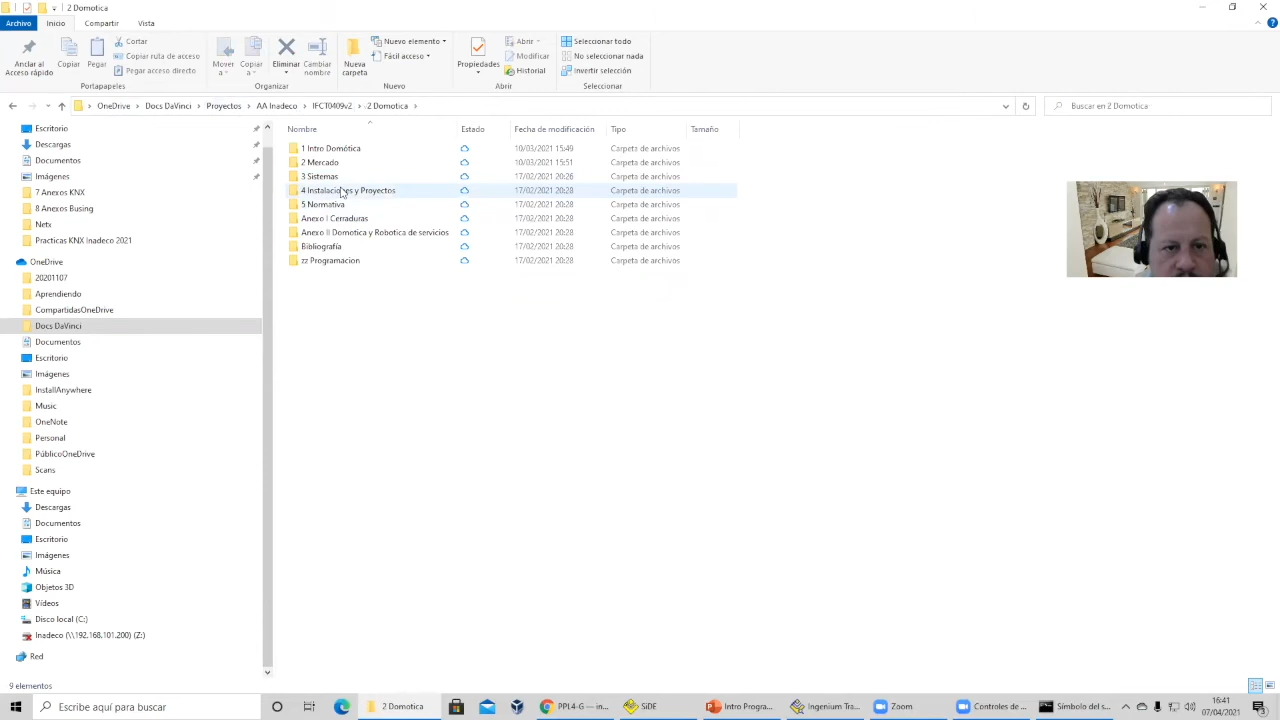 2 Domotica
Archivo Inicio Compartir Vista
Anclar al Acceso rápido
Copiar
Pegar
Cortar
Copiar ruta de acceso
Pegar acceso directo
Portapapeles
Mover a
Copiar a
Eliminar
Cambiar nombre
Organizar
Nueva carpeta
Nuevo elemento
Fácil acceso
Nuevo
Propiedades
Abrir
Modificar
Historial
Abrir
Seleccionar todo
No seleccionar nada
Invertir selección
Seleccionar
OneDrive > Docs DaVinci > Proyectos > AA Inadeco > IFCT0409v2 > 2 Domotica >
Buscar en 2 Domotica
Nombre Estado Fecha de modificación Tipo Tamaño
1 Intro Domótica 10/03/2021 15:49 Carpeta de archivos
2 Mercado 10/03/2021 15:51 Carpeta de archivos
3 Sistemas 17/02/2021 20:26 Carpeta de archivos
4 Instalaciones y Proyectos 17/02/2021 20:28 Carpeta de archivos
5 Normativa 17/02/2021 20:28 Carpeta de archivos
Anexo I Cerraduras 17/02/2021 20:28 Carpeta de archivos
Anexo II Domotica y Robotica de servicios 17/02/2021 20:28 Carpeta de archivos
Bibliografía 17/02/2021 20:28 Carpeta de archivos
zz Programacion 17/02/2021 20:28 Carpeta de archivos
Escritorio
Descargas
Documentos
Imágenes
7 Anexos KNX
8 Anexos Busing
Netx
Practicas KNX Inadeco 2021
OneDrive
20201107
Aprendiendo
CompartidasOneDrive
Docs DaVinci
Documentos
Escritorio
Imágenes
InstallAnywhere
Music
OneNote
Personal
PúblicoOneDrive
Scans
Este equipo
Descargas
Documentos
Escritorio
Imágenes
Música
Objetos 3D
Vídeos
Disco local (C:)
Inadeco (\\192.168.101.200) (Z:)
Red
9 elementos
Escribe aquí para buscar
2 Domotica
PPL4-G — in...
SiDE
Intro Progra...
Ingenium Tra...
Zoom
Controles de ...
Símbolo del s...
16:41
07/04/2021